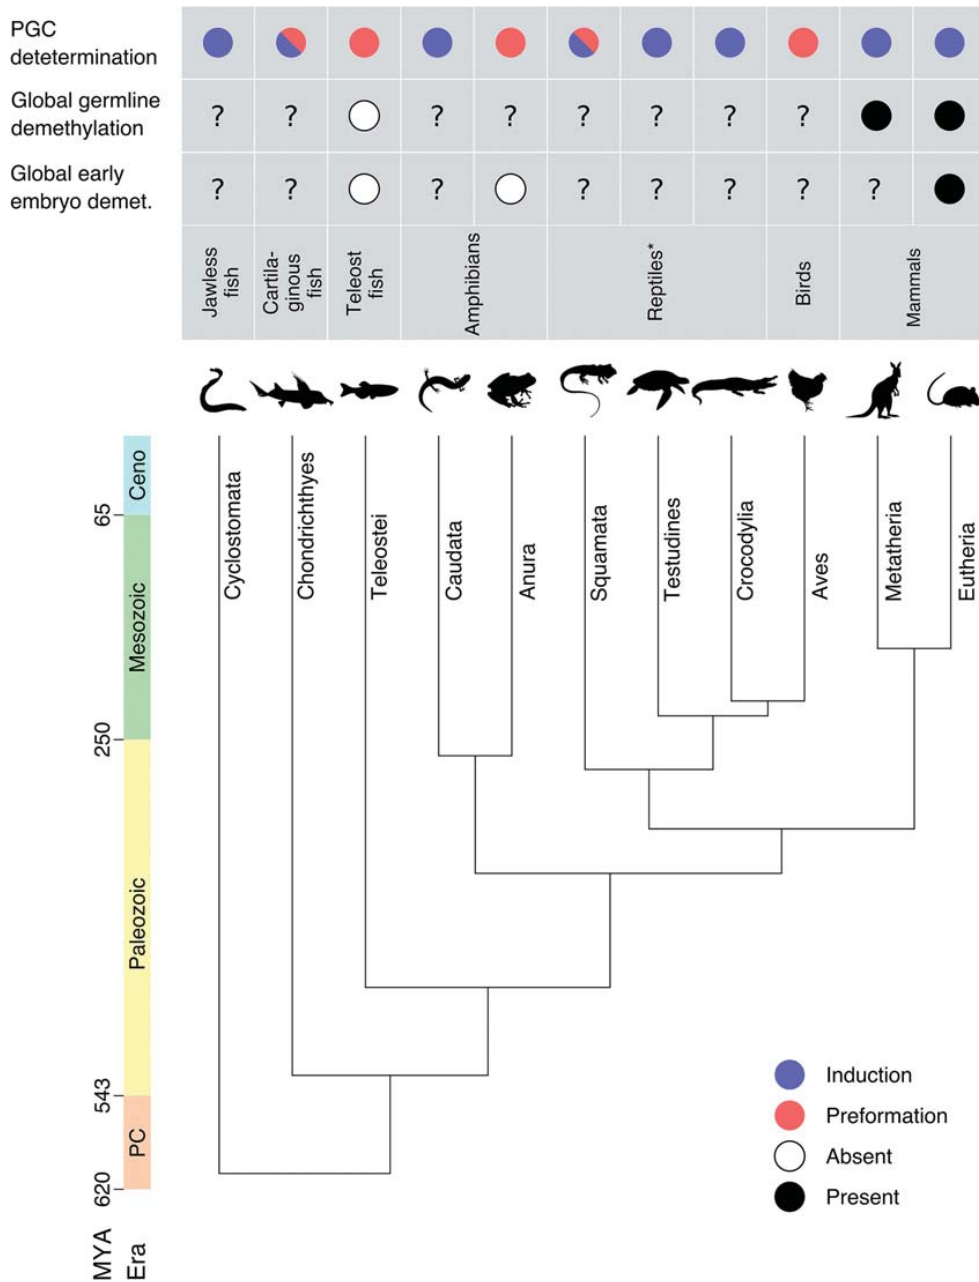 PGC
detetermination
Global germline
demethylation
? ? ? ? ? ? ? ?
Global early
embryo demet.
? ? ? ? ? ? ? ?
Jawless
fish
Cartila-
ginous
fish
Teleost
fish
Amphibians
Reptiles*
Birds
Mammals
Cyclostomata
Chondrichthyes
Teleostei
Caudata
Anura
Squamata
Testudines
Crocodylia
Aves
Metatheria
Eutheria
Ceno
65
Mesozoic
250
Paleozoic
543
PC
620
MYA
Era
Induction
Preformation
Absent
Present